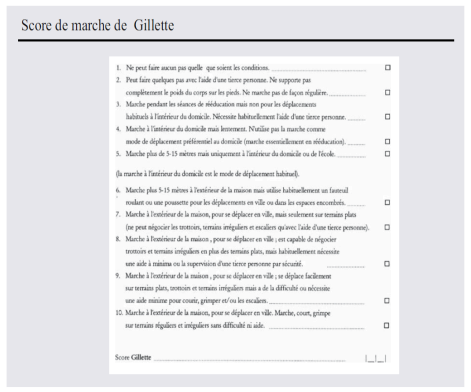 Score de marche de Gillette
1. Ne peut faire aucun pas quelle que soient les conditions. ☐
2. Peut faire quelques pas avec l'aide d'une tierce personne. Ne supporte pas
complètement le poids du corps sur les pieds. Ne marche pas de façon régulière. ☐
3. Marche pendant les séances de rééducation mais non pour les déplacements
habituels à l'intérieur du domicile. Nécessite habituellement l'aide d'une tierce personne. ☐
4. Marche à l'intérieur du domicile mais lentement. N'utilise pas la marche comme
mode de déplacement préférentiel au domicile (marche essentiellement en rééducation). ☐
5. Marche plus de 5-15 mètres mais uniquement à l'intérieur du domicile ou de l'école. ☐
(la marche à l'intérieur du domicile est le mode de déplacement habituel).
6. Marche plus 5-15 mètres à l'extérieur de la maison mais utilise habituellement un fauteuil
roulant ou une poussette pour les déplacements en ville ou dans les espaces encombrés. ☐
7. Marche à l'extérieur de la maison, pour se déplacer en ville, mais seulement sur terrains plats
(ne peut négocier les trottoirs, terrains irréguliers et escaliers qu'avec l'aide d'une tierce personne). ☐
8. Marche à l'extérieur de la maison , pour se déplacer en ville ; est capable de négocier
trottoirs et terrains irréguliers en plus des terrains plats, mais habituellement nécessite
une aide à minima ou la supervision d'une tierce personne par sécurité. ☐
9. Marche à l'extérieur de la maison , pour se déplacer en ville ; se déplace facilement
sur terrains plats, trottoirs et terrains irréguliers mais a de la difficulté ou nécessite
une aide minime pour courir, grimper et/ou les escaliers. ☐
10. Marche à l'extérieur de la maison, pour se déplacer en ville. Marche, court, grimpe
sur terrains réguliers et irréguliers sans difficulté ni aide. ☐
Score Gillette |__|__|